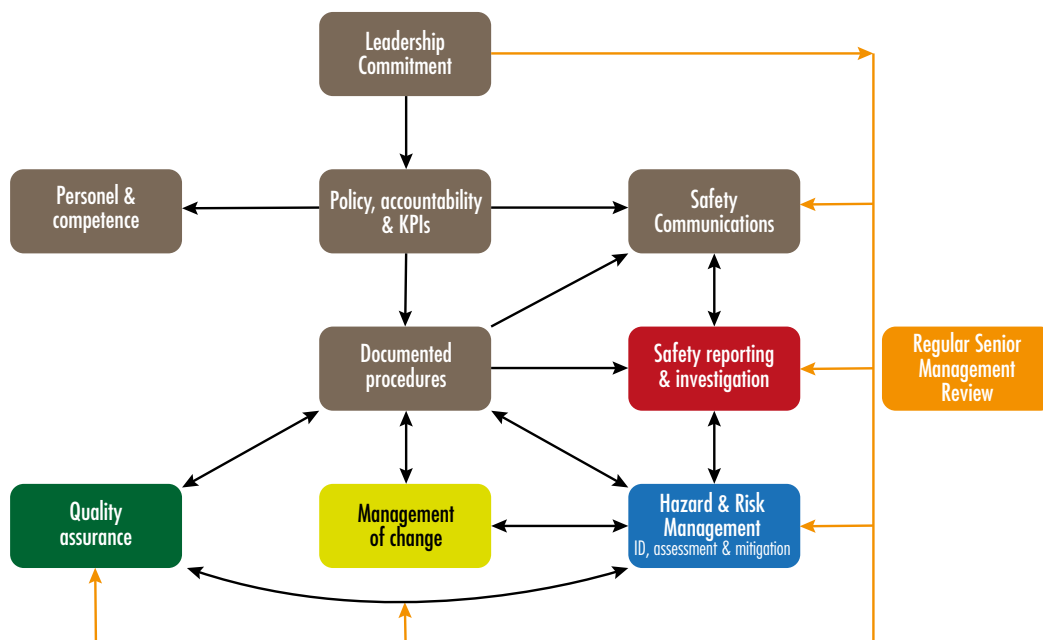 Leadership
Commitment
Personel &
competence
Policy, accountability
& KPIs
Safety
Communications
Documented
procedures
Safety reporting
& investigation
Regular Senior
Management
Review
Quality
assurance
Management
of change
Hazard & Risk
Management
ID, assessment & mitigation